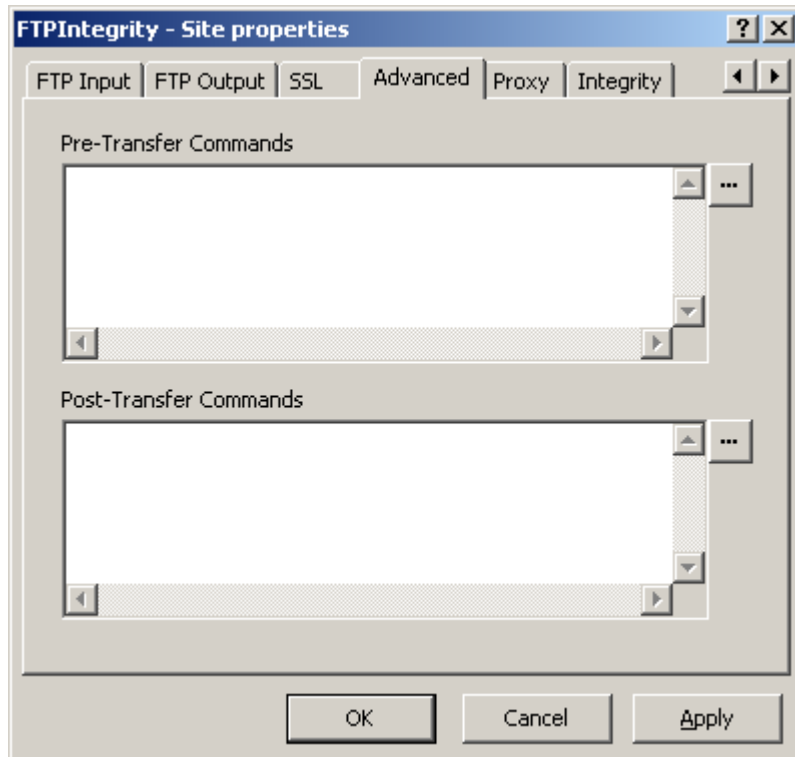 FTPIntegrity - Site properties
FTP Input FTP Output SSL Advanced Proxy Integrity
Pre-Transfer Commands
...
Post-Transfer Commands
...
OK Cancel Apply